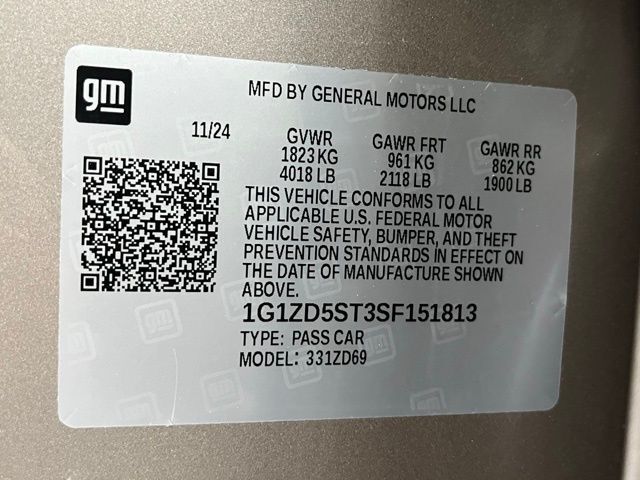 gm
MFD BY GENERAL MOTORS LLC
11/24 GVWR GAWR FRT GAWR RR
1823 KG 961 KG 862 KG
4018 LB 2118 LB 1900 LB
THIS VEHICLE CONFORMS TO ALL
APPLICABLE U.S. FEDERAL MOTOR
VEHICLE SAFETY, BUMPER, AND THEFT
PREVENTION STANDARDS IN EFFECT ON
THE DATE OF MANUFACTURE SHOWN
ABOVE.
1G1ZD5ST3SF151813
TYPE: PASS CAR
MODEL: 331ZD69